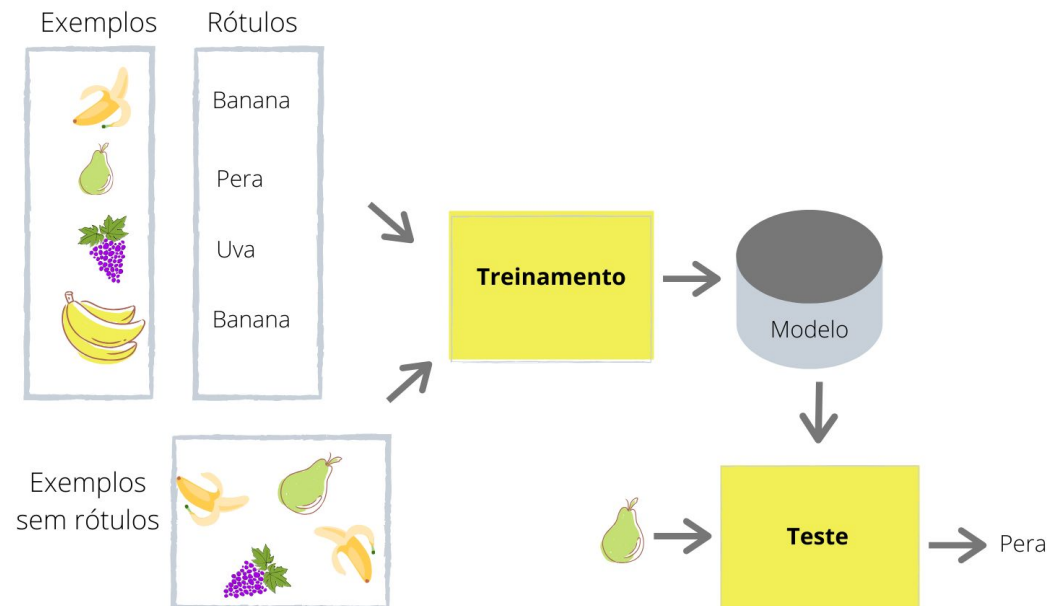 Exemplos
Rótulos
Banana
Pera
Uva
Banana
Treinamento
Modelo
Exemplos
sem rótulos
Teste
Pera